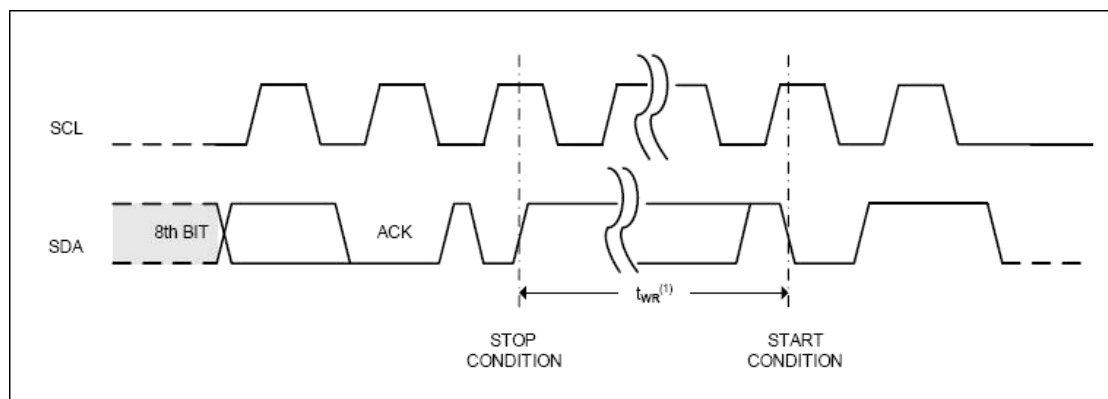 SCL
8th BIT
ACK
SDA
tWR(1)
STOP
CONDITION
START
CONDITION